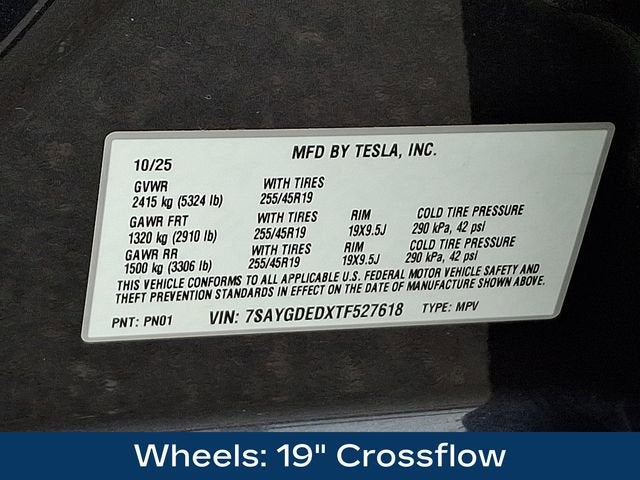 MFD BY TESLA, INC.
10/25
GVWR WITH TIRES
2415 kg (5324 lb) 255/45R19
GAWR FRT WITH TIRES RIM COLD TIRE PRESSURE
1320 kg (2910 lb) 255/45R19 19X9.5J 290 kPa, 42 psi
GAWR RR WITH TIRES RIM COLD TIRE PRESSURE
1500 kg (3306 lb) 255/45R19 19X9.5J 290 kPa, 42 psi
THIS VEHICLE CONFORMS TO ALL APPLICABLE U.S. FEDERAL MOTOR VEHICLE SAFETY AND
THEFT PREVENTION STANDARDS IN EFFECT ON THE DATE OF MANUFACTURE SHOWN ABOVE.
PNT: PN01 VIN: 7SAYGDEDXTF527618 TYPE: MPV
Wheels: 19" Crossflow